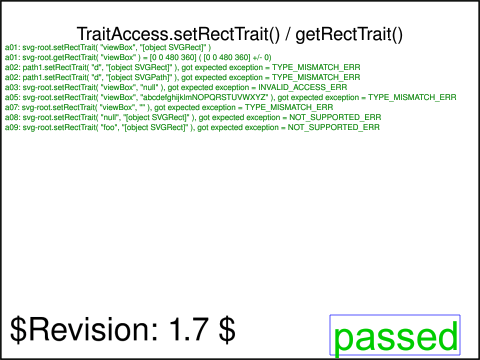 TraitAccess.setRectTrait() / getRectTrait()
a01: svg-root.setRectTrait( "viewBox", "[object SVGRect]" )
a01: svg-root.getRectTrait( "viewBox" ) = [0 0 480 360] ( [0 0 480 360] +/- 0)
a02: path1.setRectTrait( "d", "[object SVGRect]" ), got expected exception = TYPE_MISMATCH_ERR
a02: path1.setRectTrait( "d", "[object SVGPath]" ), got expected exception = TYPE_MISMATCH_ERR
a03: svg-root.setRectTrait( "viewBox", "null" ), got expected exception = INVALID_ACCESS_ERR
a05: svg-root.setRectTrait( "viewBox", "abcdefghijklmNOPQRSTUVWXYZ" ), got expected exception = TYPE_MISMATCH_ERR
a07: svg-root.setRectTrait( "viewBox", "" ), got expected exception = TYPE_MISMATCH_ERR
a08: svg-root.setRectTrait( "null", "[object SVGRect]" ), got expected exception = NOT_SUPPORTED_ERR
a09: svg-root.setRectTrait( "foo", "[object SVGRect]" ), got expected exception = NOT_SUPPORTED_ERR
$Revision: 1.7 $
passed